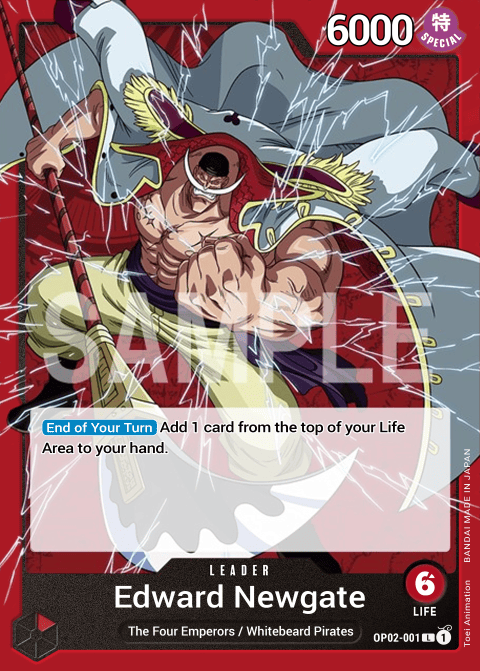 6000
特
SPECIAL
SAMPLE
End of Your Turn Add 1 card from the top of your Life
Area to your hand.
LEADER
Edward Newgate
The Four Emperors / Whitebeard Pirates
6
LIFE
OP02-001 L 1
Toei Animation BANDAI MADE IN JAPAN